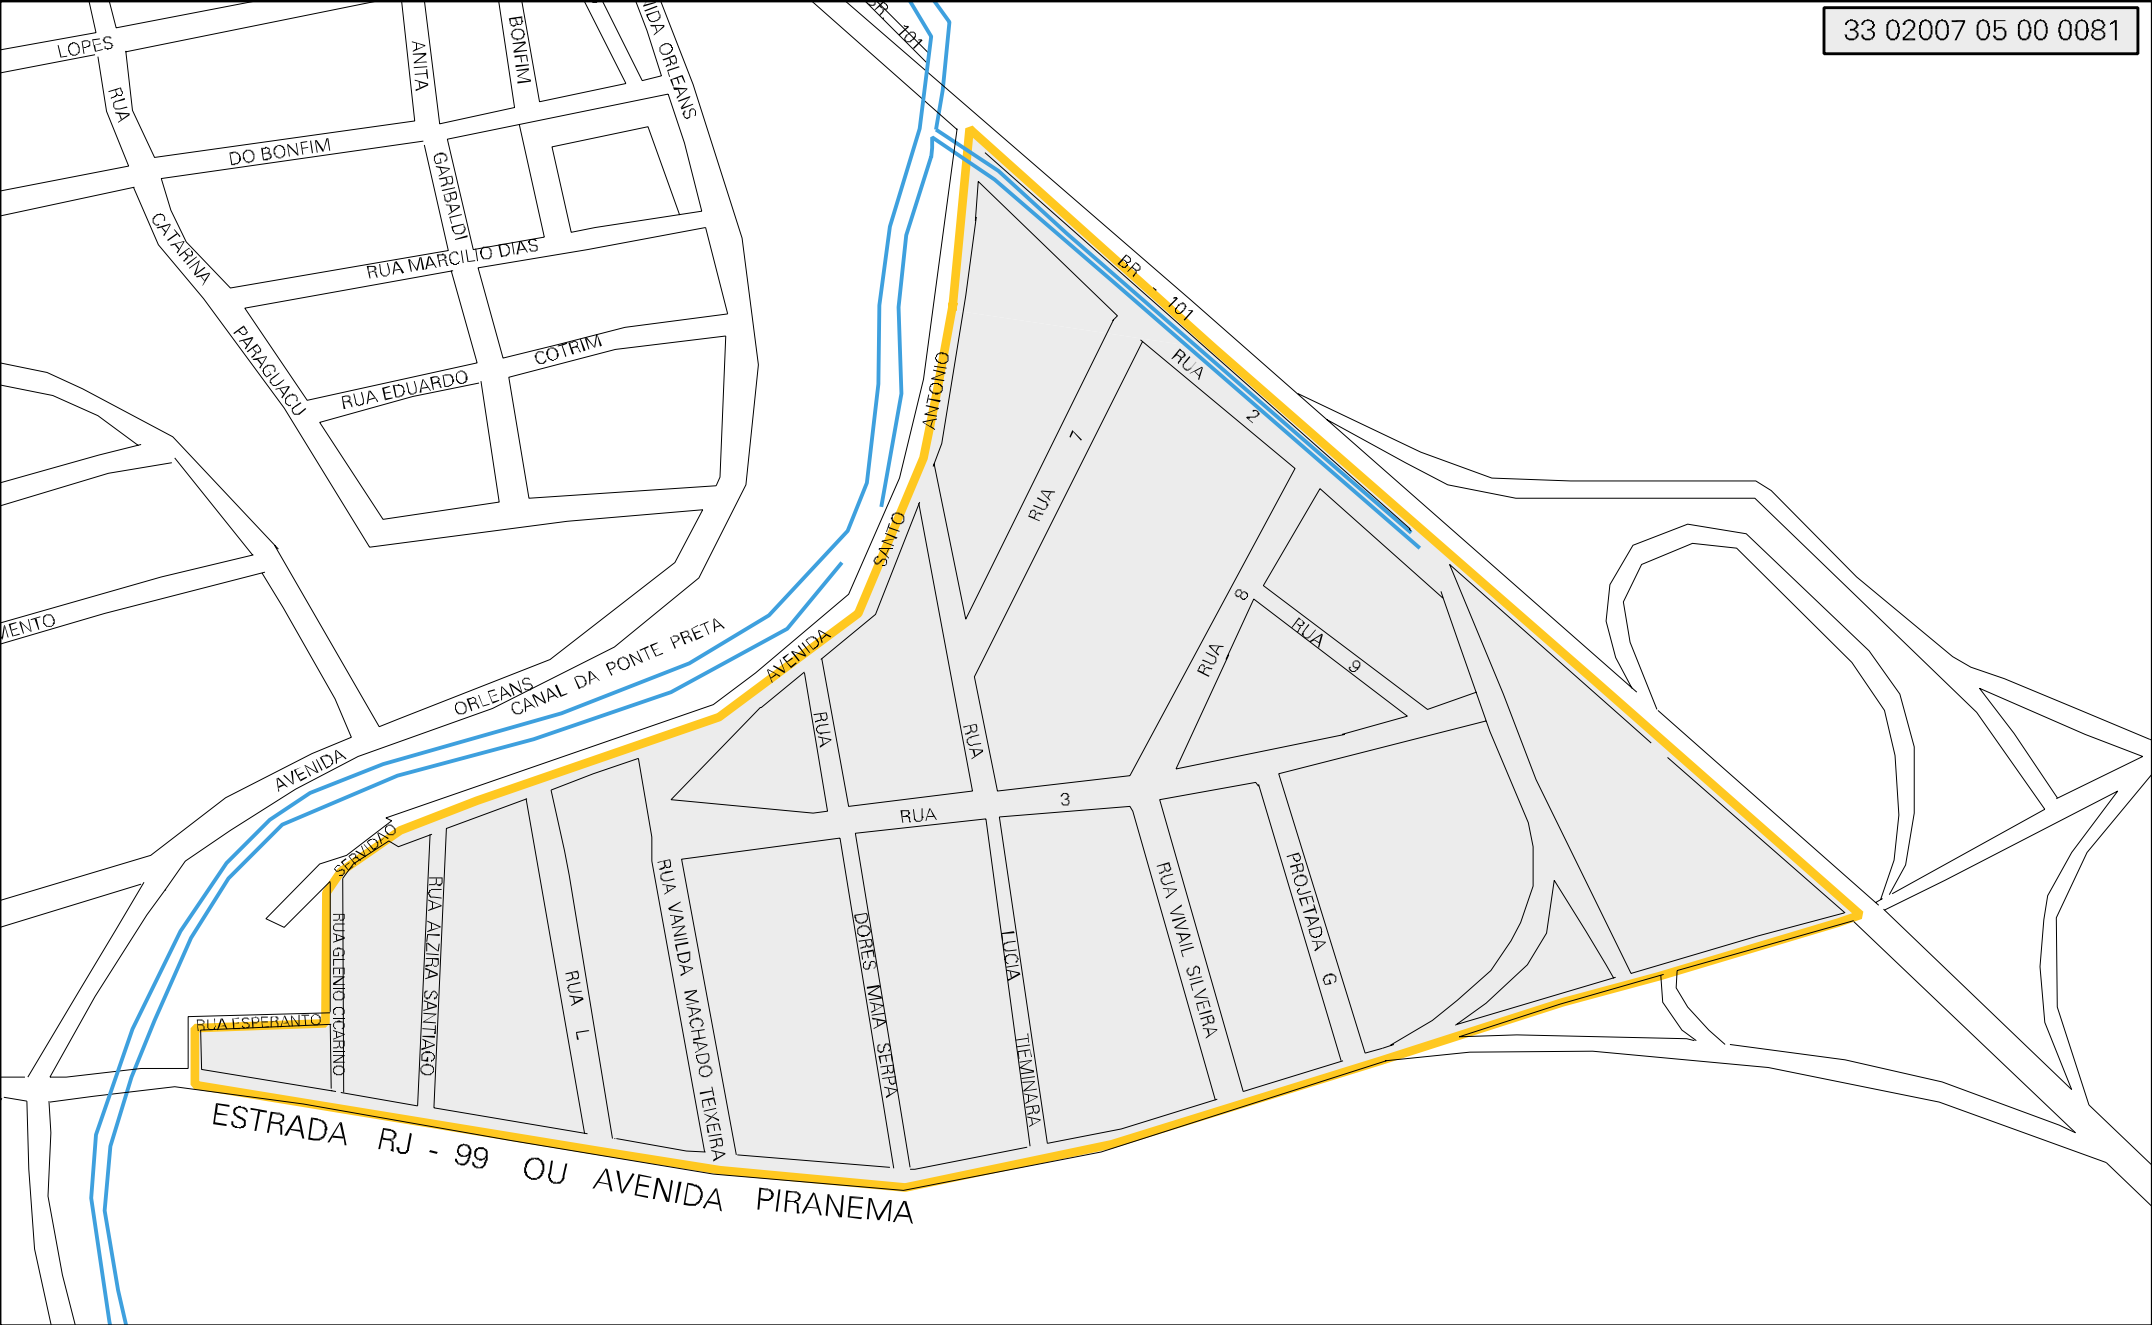 33 02007 05 00 0081
LOPES
RUA
CATARINA
PARAGUACU
DO BONFIM
ANITA
GARIBALDI
BONFIM
ORLEANS
BR 101
RUA MARCILIO DIAS
RUA EDUARDO
COTRIM
AVENIDA
ORLEANS
CANAL DA PONTE PRETA
AVENIDA
SANTO
ANTONIO
BR - 101
RUA
2
RUA
7
RUA
8
RUA
9
RUA
RUA
RUA
3
SERVIDAO
RUA ESPERANTO
RUA GLENIO CICARINO
RUA ALZIRA SANTIAGO
RUA L
RUA VANILDA MACHADO TEIXEIRA
DORES MAIA SERPA
LUCIA TIEMINARA
RUA VIVAIL SILVEIRA
PROJETADA G
ESTRADA RJ - 99 OU AVENIDA PIRANEMA